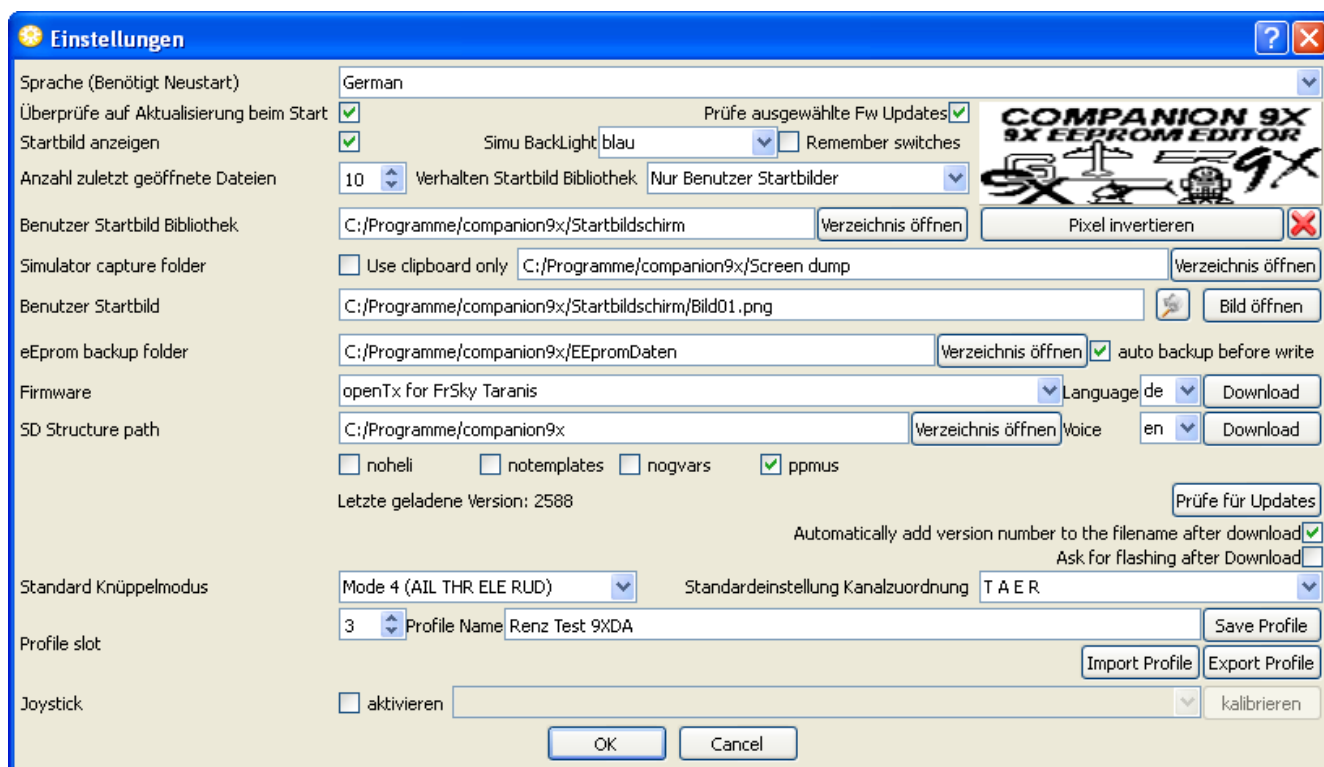 Einstellungen
Sprache (Benötigt Neustart) German
Überprüfe auf Aktualisierung beim Start Prüfe ausgewählte Fw Updates
COMPANION 9X
9X EEPROM EDITOR
9X 9X
Startbild anzeigen Simu BackLight blau Remember switches
Anzahl zuletzt geöffnete Dateien 10 Verhalten Startbild Bibliothek Nur Benutzer Startbilder
Benutzer Startbild Bibliothek C:/Programme/companion9x/Startbildschirm Verzeichnis öffnen Pixel invertieren
Simulator capture folder Use clipboard only C:/Programme/companion9x/Screen dump Verzeichnis öffnen
Benutzer Startbild C:/Programme/companion9x/Startbildschirm/Bild01.png Bild öffnen
eEprom backup folder C:/Programme/companion9x/EEpromDaten Verzeichnis öffnen auto backup before write
Firmware openTx for FrSky Taranis Language de Download
SD Structure path C:/Programme/companion9x Verzeichnis öffnen Voice en Download
noheli notemplates nogvars ppmus
Letzte geladene Version: 2588 Prüfe für Updates
Automatically add version number to the filename after download
Ask for flashing after Download
Standard Knüppelmodus Mode 4 (AIL THR ELE RUD) Standardeinstellung Kanalzuordnung T A E R
Profile slot 3 Profile Name Renz Test 9XDA Save Profile
Import Profile Export Profile
Joystick aktivieren kalibrieren
OK Cancel